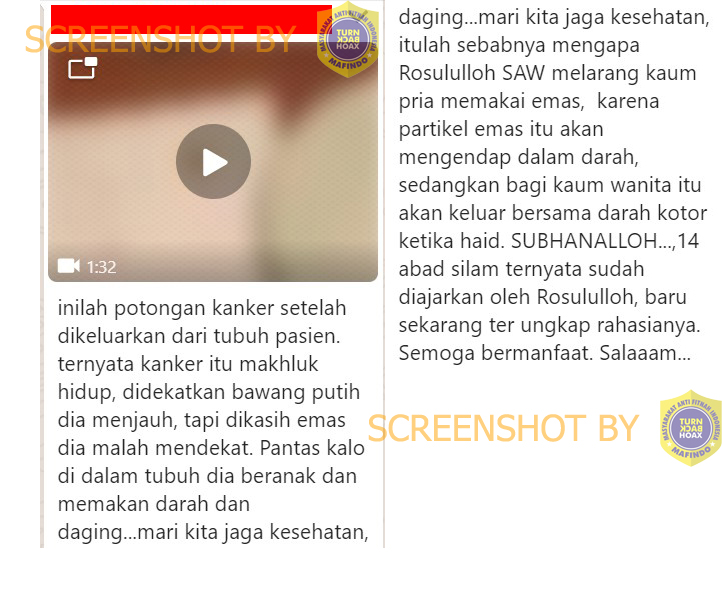 SCREENSHOT BY
MASYARAKAT ANTI FITNAH INDONESIA
TURN
BACK
HOAX
MAFINDO
1:32
inilah potongan kanker setelah
dikeluarkan dari tubuh pasien.
ternyata kanker itu makhluk
hidup, didekatkan bawang putih
dia menjauh, tapi dikasih emas
dia malah mendekat. Pantas kalo
di dalam tubuh dia beranak dan
memakan darah dan
daging...mari kita jaga kesehatan,
daging...mari kita jaga kesehatan,
itulah sebabnya mengapa
Rosululloh SAW melarang kaum
pria memakai emas,  karena
partikel emas itu akan
mengendap dalam darah,
sedangkan bagi kaum wanita itu
akan keluar bersama darah kotor
ketika haid. SUBHANALLOH...,14
abad silam ternyata sudah
diajarkan oleh Rosululloh, baru
sekarang ter ungkap rahasianya.
Semoga bermanfaat. Salaaam...
SCREENSHOT BY
MASYARAKAT ANTI FITNAH INDONESIA
TURN
BACK
HOAX
MAFINDO